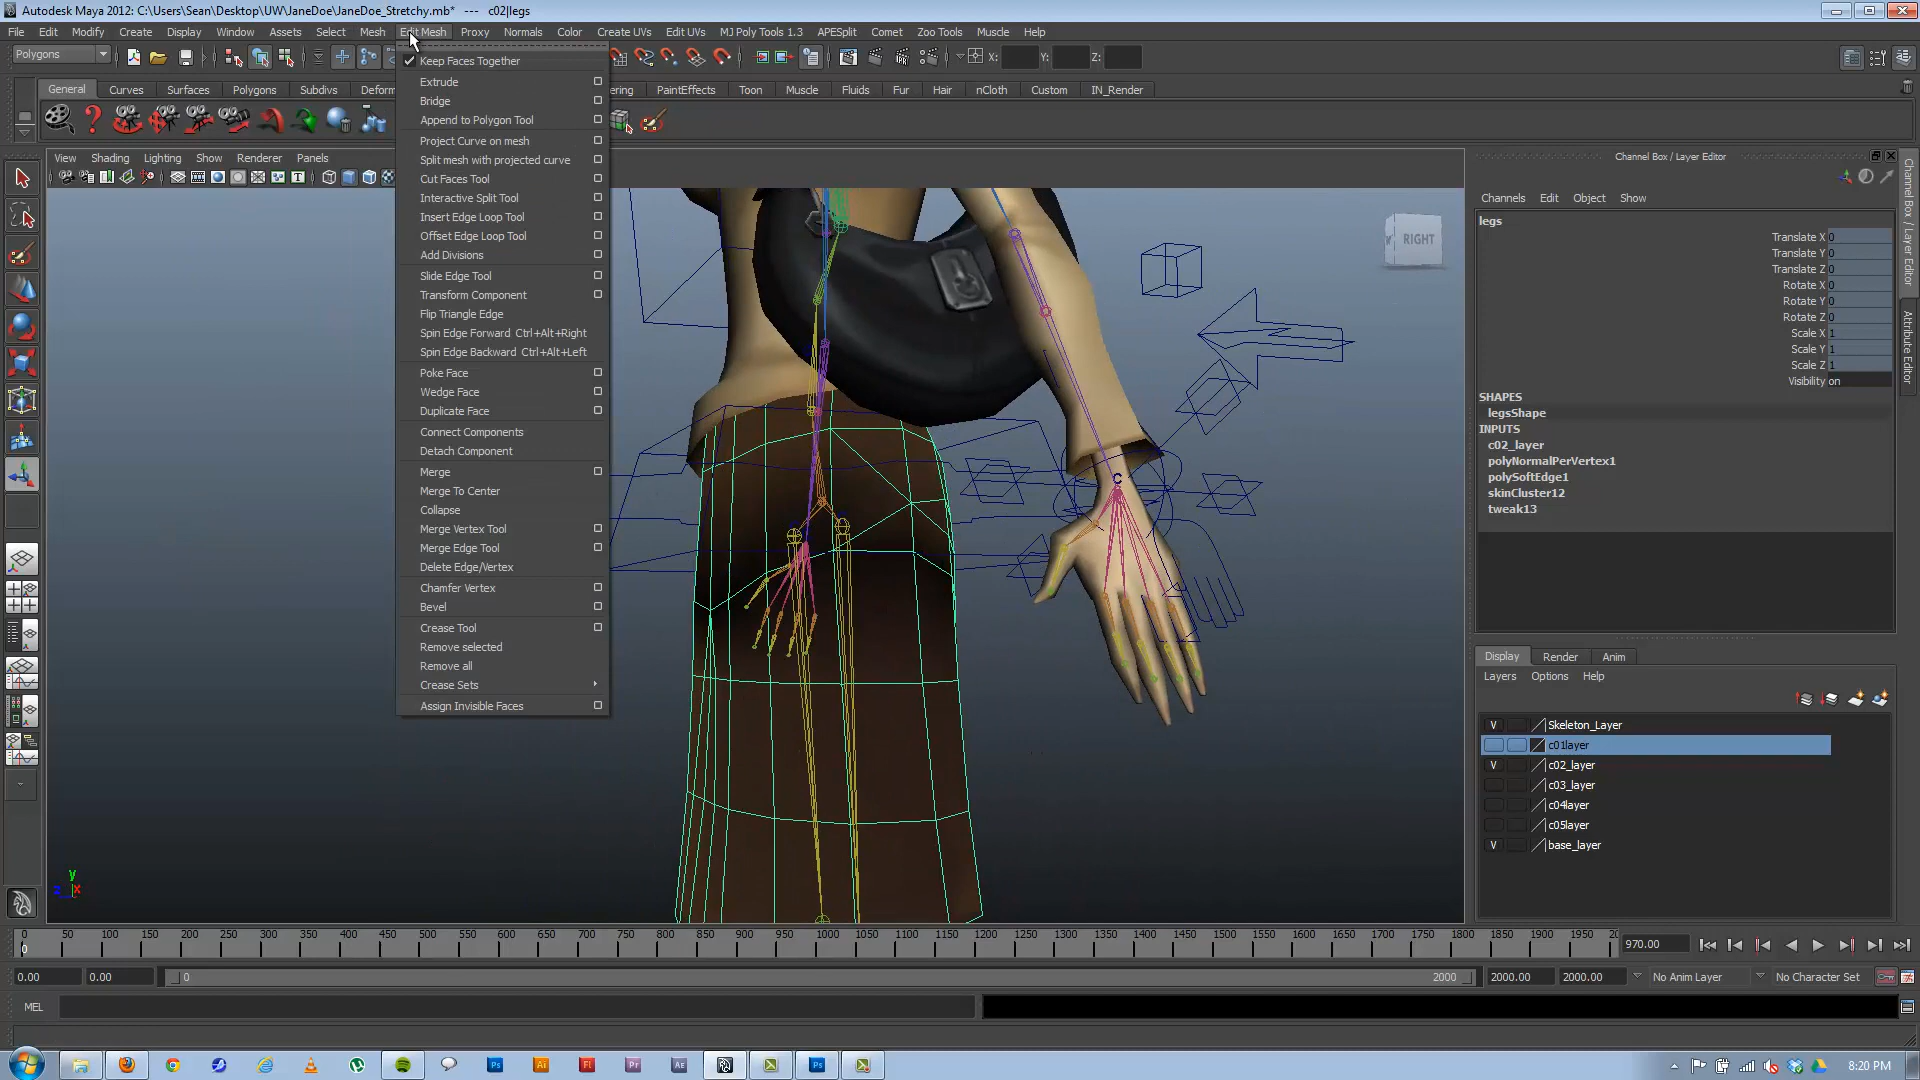 Autodesk Maya 2012: C:\Users\Sean\Desktop\UW\JaneDoe\JaneDoe_Stretchy.mb* --- c02|legs
File Edit Modify Create Display Window Assets Select Mesh Edit Mesh Proxy Normals Color Create UVs Edit UVs MJ Poly Tools 1.3 APESplit Comet Zoo Tools Muscle Help
Polygons
X: Y: Z:
General Curves Surfaces Polygons Subdivs Deform
PaintEffects Toon Muscle Fluids Fur Hair nCloth Custom IN_Render
View Shading Lighting Show Renderer Panels
Keep Faces Together
Extrude
Bridge
Append to Polygon Tool
Project Curve on mesh
Split mesh with projected curve
Cut Faces Tool
Interactive Split Tool
Insert Edge Loop Tool
Offset Edge Loop Tool
Add Divisions
Slide Edge Tool
Transform Component
Flip Triangle Edge
Spin Edge Forward Ctrl+Alt+Right
Spin Edge Backward Ctrl+Alt+Left
Poke Face
Wedge Face
Duplicate Face
Connect Components
Detach Component
Merge
Merge To Center
Collapse
Merge Vertex Tool
Merge Edge Tool
Delete Edge/Vertex
Chamfer Vertex
Bevel
Crease Tool
Remove selected
Remove all
Crease Sets
Assign Invisible Faces
RIGHT
C
y
z x
Channel Box / Layer Editor
Channels Edit Object Show
legs
Translate X 0
Translate Y 0
Translate Z 0
Rotate X 0
Rotate Y 0
Rotate Z 0
Scale X 1
Scale Y 1
Scale Z 1
Visibility on
SHAPES
legsShape
INPUTS
c02_layer
polyNormalPerVertex1
polySoftEdge1
skinCluster12
tweak13
Channel Box / Layer Editor
Attribute Editor
Display Render Anim
Layers Options Help
V Skeleton_Layer
c01layer
V c02_layer
c03_layer
c04layer
c05layer
V base_layer
0 50 100 150 200 250 300 350 400 450 500 550 600 650 700 750 800 850 900 950 1000 1050 1100 1150 1200 1250 1300 1350 1400 1450 1500 1550 1600 1650 1700 1750 1800 1850 1900 1950 20
0
970.00
0.00 0.00 0 2000 2000.00 2000.00 No Anim Layer No Character Set
MEL
Ps Ai Fl Pr Ae Ps
8:20 PM